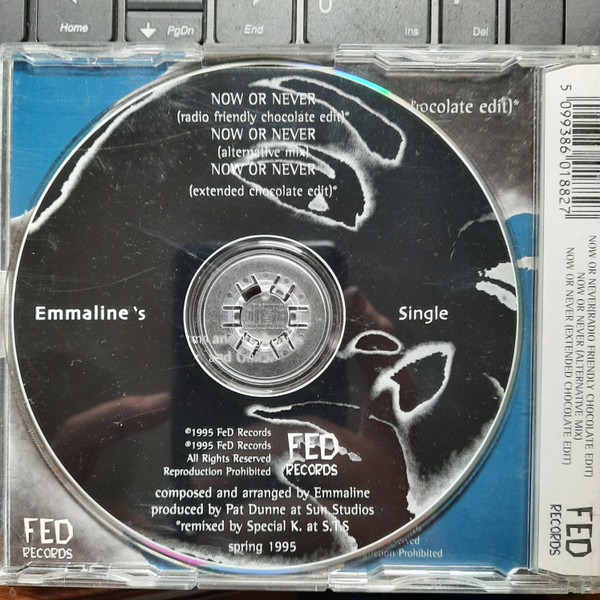 Home
PgDn
End
0
Ins
Del
NOW OR NEVER
(radio friendly chocolate edit)*
NOW OR NEVER
(alternative mix)
NOW OR NEVER
(extended chocolate edit)*
edit)*
Emmaline's
Single
©1995 FeD Records
℗1995 FeD Records
All Rights Reserved
Reproduction Prohibited
FED
RECORDS
composed and arranged by Emmaline
produced by Pat Dunne at Sun Studios
*remixed by Special K. at S.T.S
spring 1995
FED
RECORDS
Prohibited
5 099386 018827
NOW OR NEVER(RADIO FRIENDLY CHOCOLATE EDIT)
NOW OR NEVER (ALTERNATIVE MIX)
NOW OR NEVER (EXTENDED CHOCOLATE EDIT)
FED
RECORDS